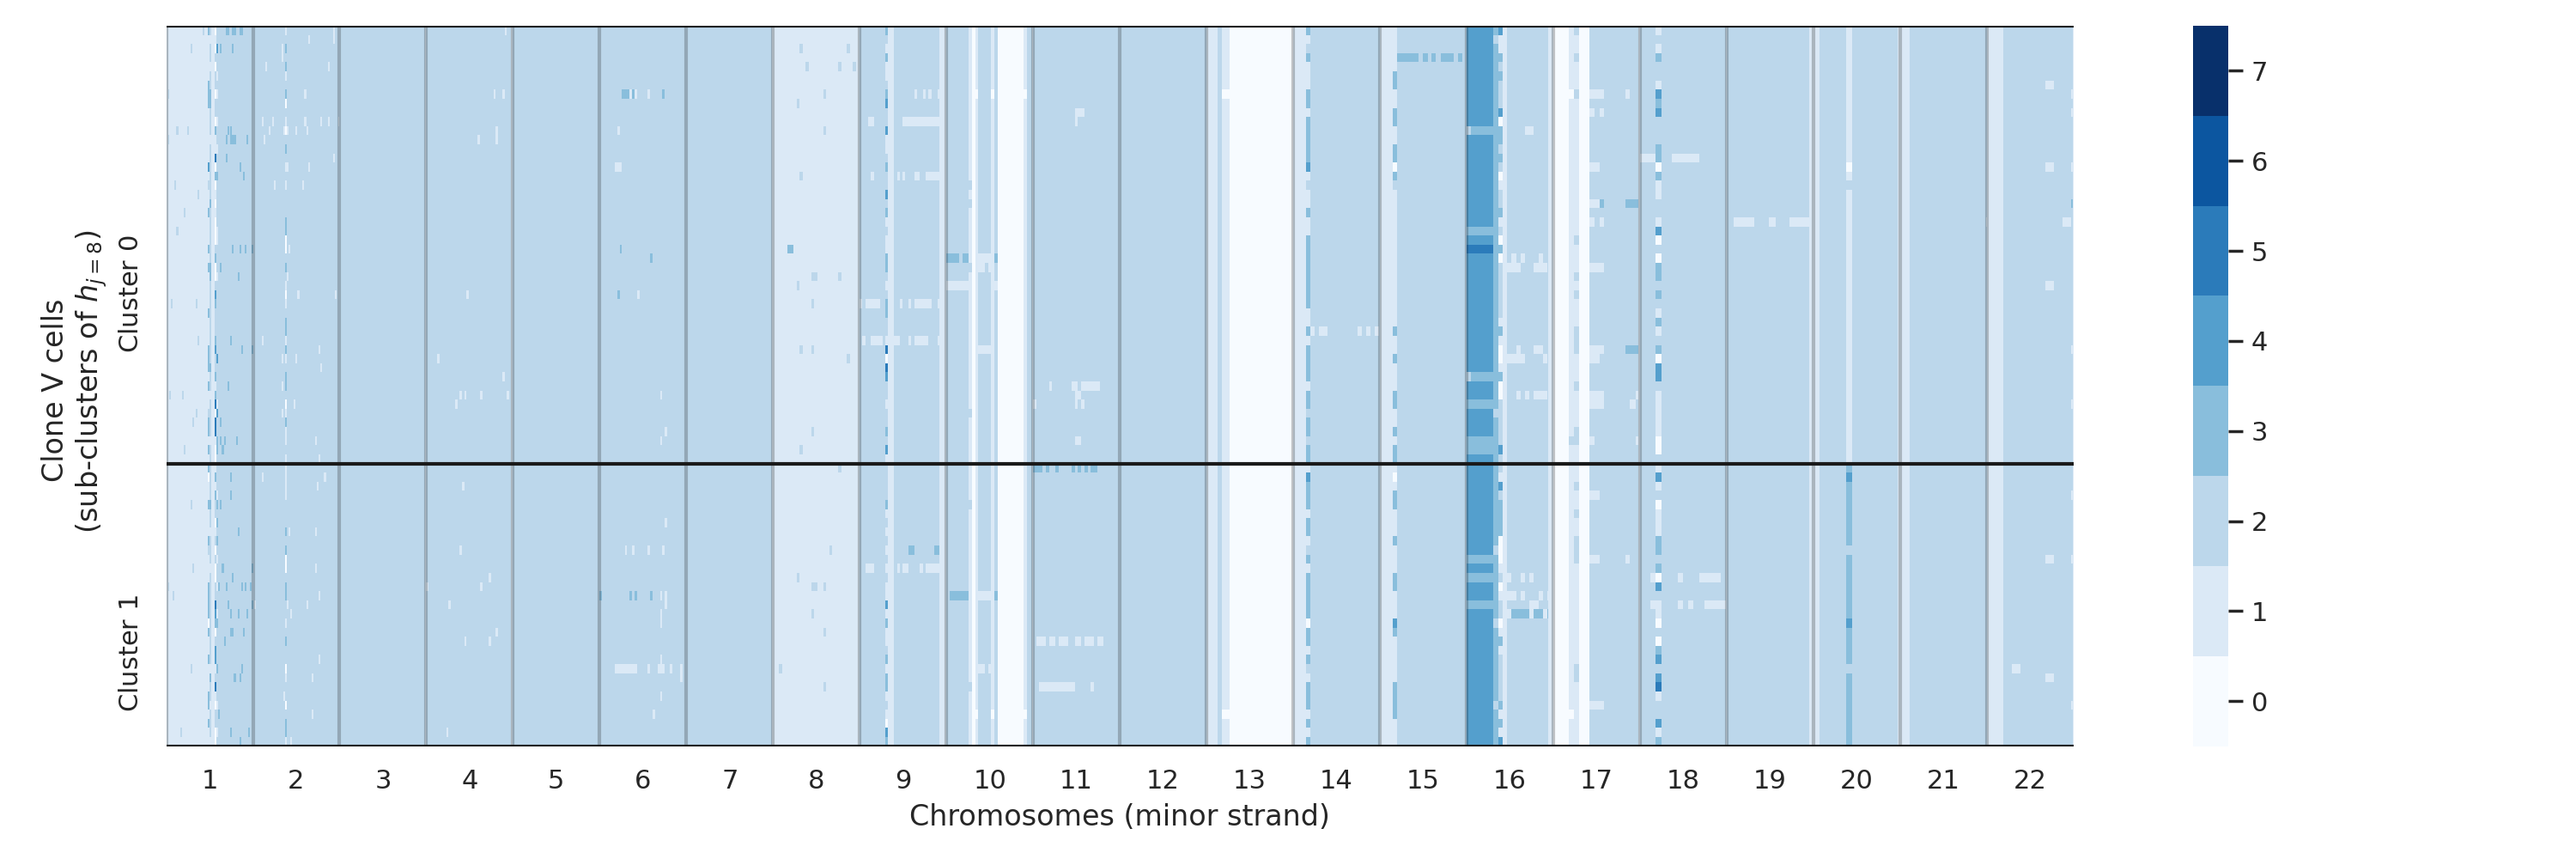 Clone V cells
(sub-clusters of h_{j=8})
Cluster 0
Cluster 1
7
6
5
4
3
2
1
0
1 2 3 4 5 6 7 8 9 10 11 12 13 14 15 16 17 18 19 20 21 22
Chromosomes (minor strand)